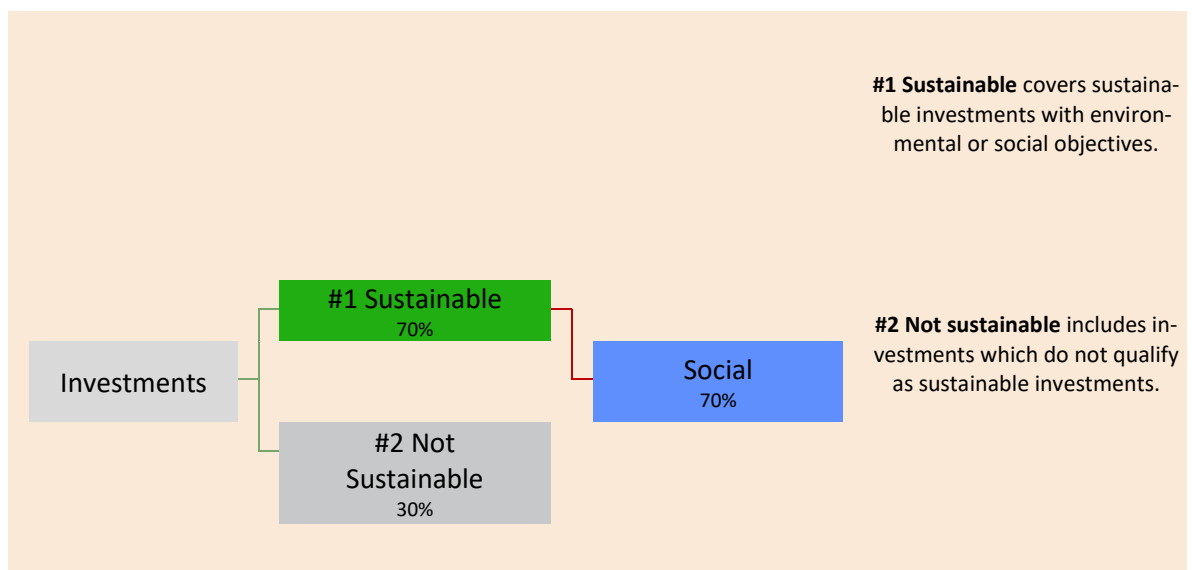 #1 Sustainable covers sustaina-
ble investments with environ-
mental or social objectives.
#1 Sustainable
70%
Investments
Social
70%
#2 Not
Sustainable
30%
#2 Not sustainable includes in-
vestments which do not qualify
as sustainable investments.